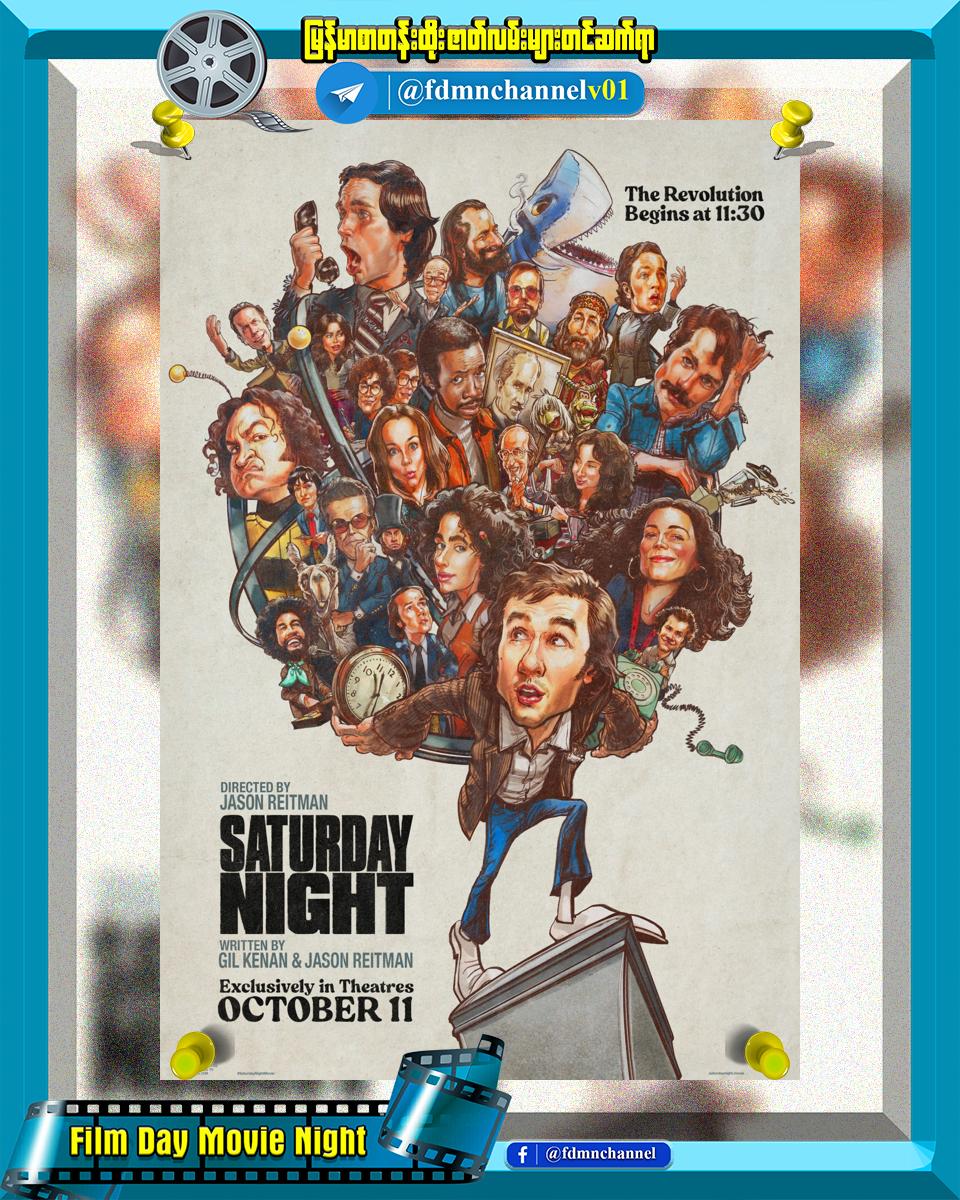 မြန်မာစာတန်းထိုးဇာတ်လမ်းများတင်ဆက်ရာ
@fdmnchannelv01
The Revolution
Begins at 11:30
DIRECTED BY
JASON REITMAN
SATURDAY
NIGHT
WRITTEN BY
GIL KENAN & JASON REITMAN
Exclusively in Theatres
OCTOBER 11
Film Day Movie Night
@fdmnchannel